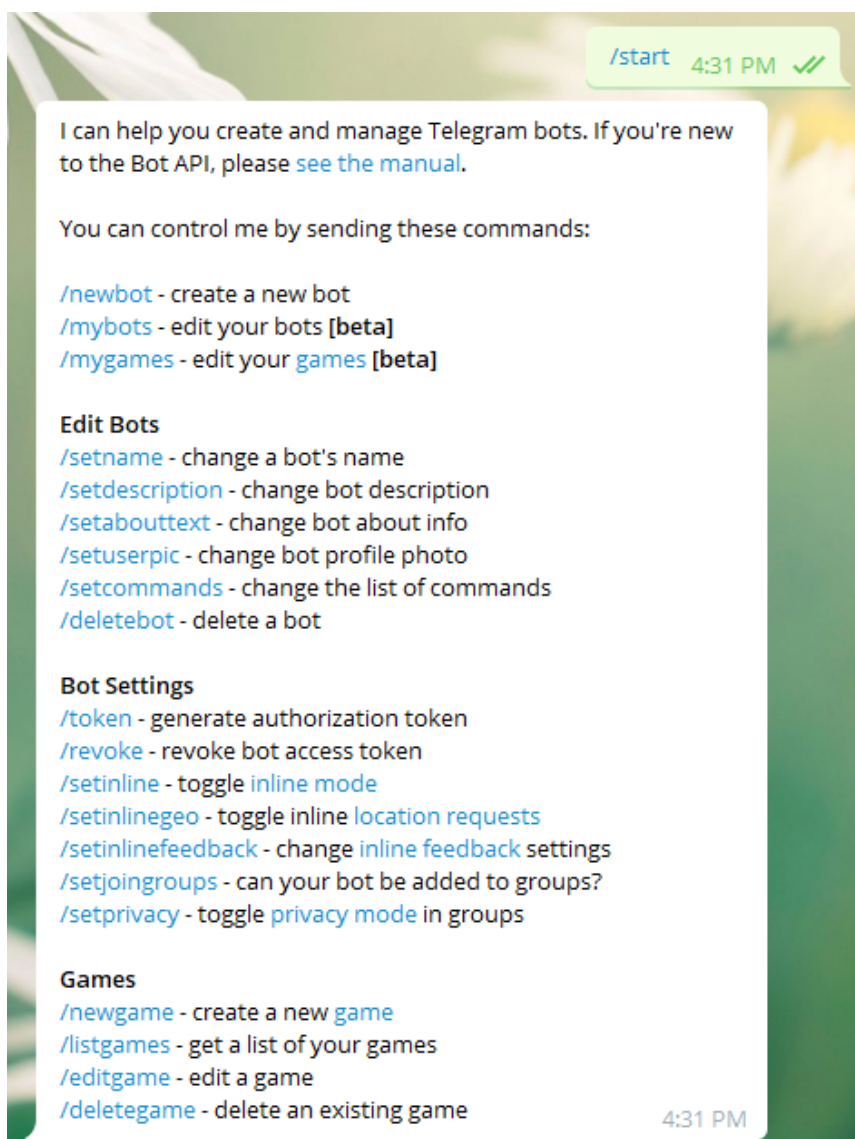 /start 4:31 PM
I can help you create and manage Telegram bots. If you're new
to the Bot API, please see the manual.
You can control me by sending these commands:
/newbot - create a new bot
/mybots - edit your bots [beta]
/mygames - edit your games [beta]
Edit Bots
/setname - change a bot's name
/setdescription - change bot description
/setabouttext - change bot about info
/setuserpic - change bot profile photo
/setcommands - change the list of commands
/deletebot - delete a bot
Bot Settings
/token - generate authorization token
/revoke - revoke bot access token
/setinline - toggle inline mode
/setinlinegeo - toggle inline location requests
/setinlinefeedback - change inline feedback settings
/setjoingroups - can your bot be added to groups?
/setprivacy - toggle privacy mode in groups
Games
/newgame - create a new game
/listgames - get a list of your games
/editgame - edit a game
/deletegame - delete an existing game
4:31 PM